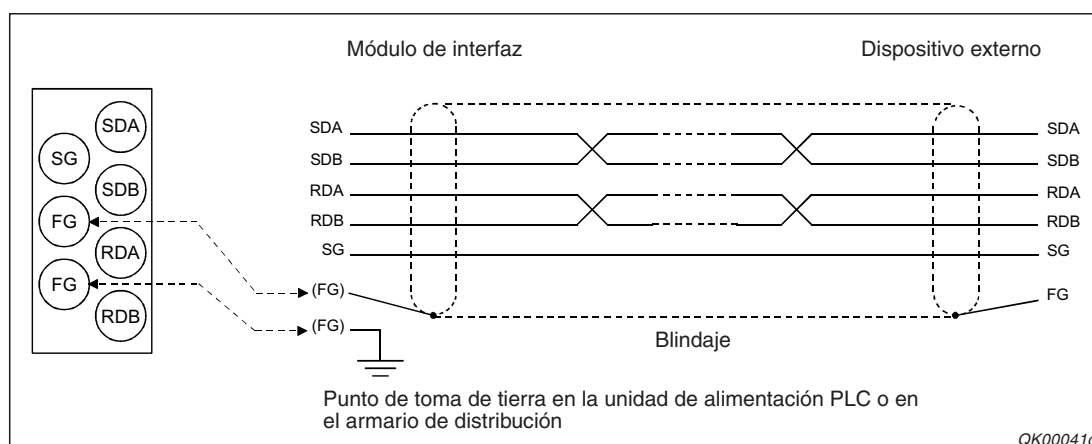 Módulo de interfaz
Dispositivo externo
SDA
SG
SDB
FG
RDA
FG
RDB
SDA
SDB
RDA
RDB
SG
(FG)
(FG)
SDA
SDB
RDA
RDB
SG
FG
Blindaje
Punto de toma de tierra en la unidad de alimentación PLC o en
el armario de distribución